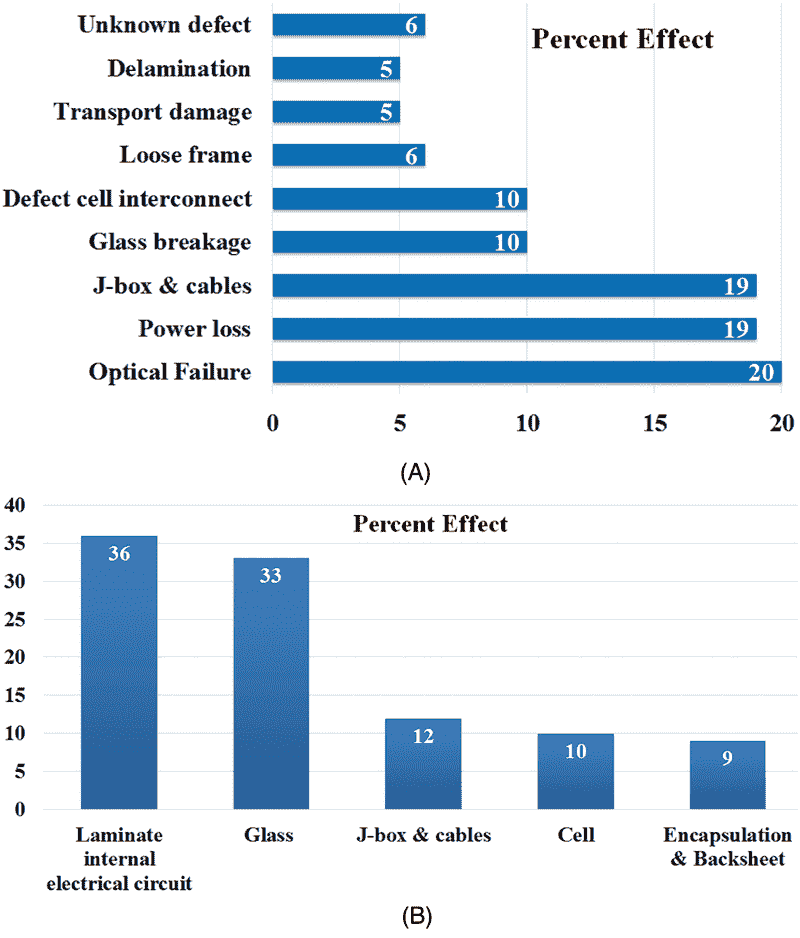 Percent Effect
Unknown defect 6
Delamination 5
Transport damage 5
Loose frame 6
Defect cell interconnect 10
Glass breakage 10
J-box & cables 19
Power loss 19
Optical Failure 20
0 5 10 15 20
(A)
Percent Effect
40
35
30
25
20
15
10
5
0
36 33 12 10 9
Laminate internal electrical circuit
Glass
J-box & cables
Cell
Encapsulation & Backsheet
(B)